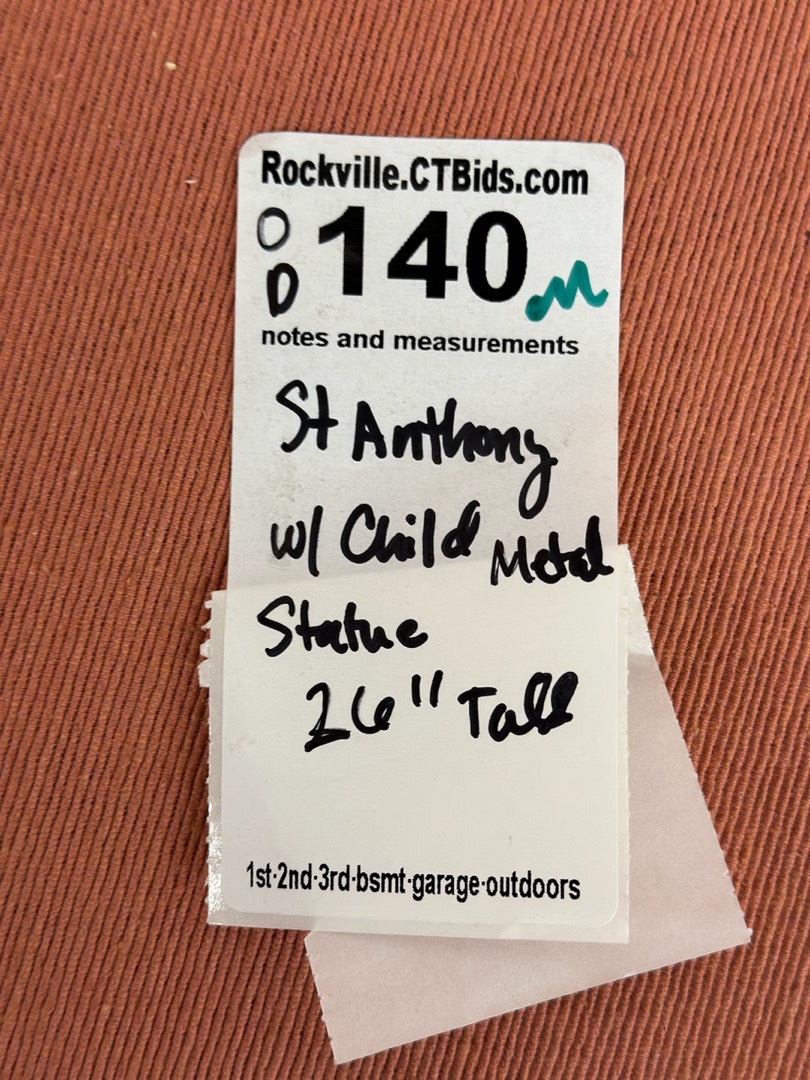 Rockville.CTBids.com
O
D
140 M
notes and measurements
St Anthony
w/ Child Metal
Statue
26" Tall
1st·2nd·3rd·bsmt·garage·outdoors